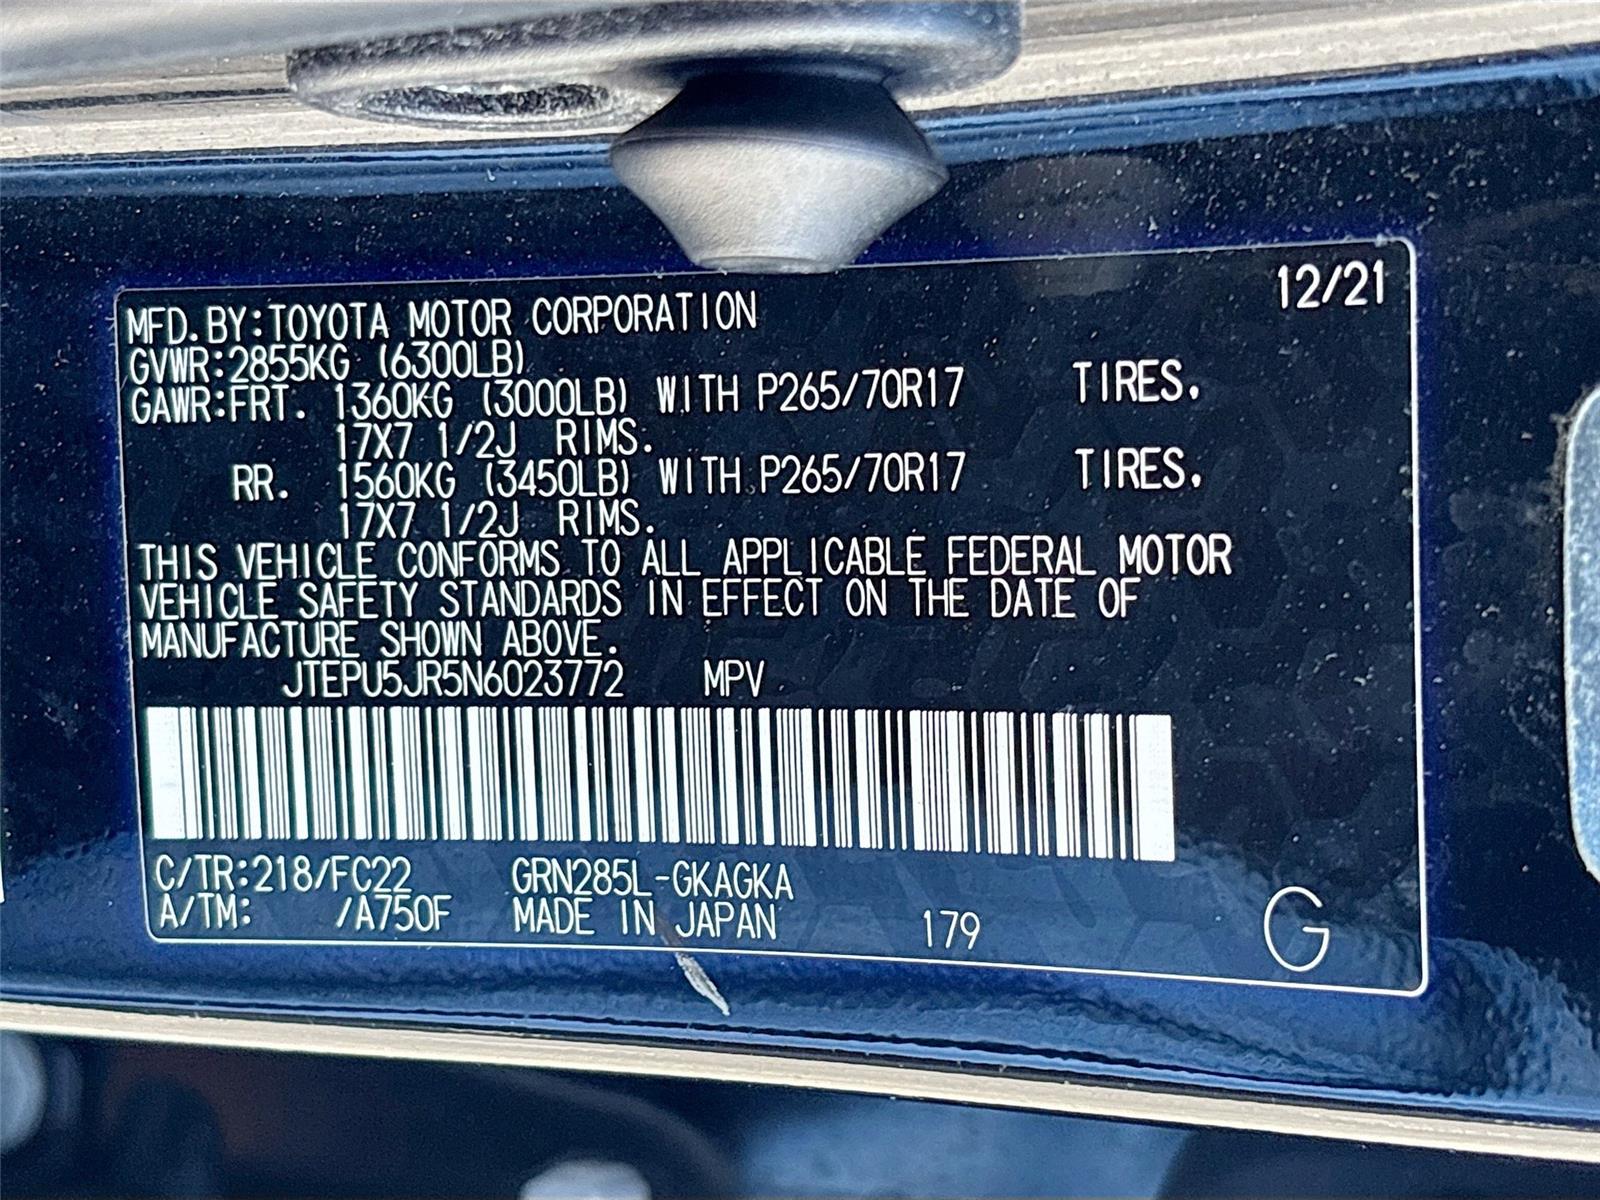 12/21
MFD. BY:TOYOTA MOTOR CORPORATION
GVWR:2855KG (6300LB)
GAWR:FRT. 1360KG (3000LB) WITH P265/70R17 TIRES.
17X7 1/2J RIMS.
RR. 1560KG (3450LB) WITH P265/70R17 TIRES.
17X7 1/2J RIMS.
THIS VEHICLE CONFORMS TO ALL APPLICABLE FEDERAL MOTOR
VEHICLE SAFETY STANDARDS IN EFFECT ON THE DATE OF
MANUFACTURE SHOWN ABOVE.
JTEPU5JR5N6023772 MPV
C/TR:218/FC22 GRN285L-GKAGKA
A/TM: /A750F MADE IN JAPAN 179 G